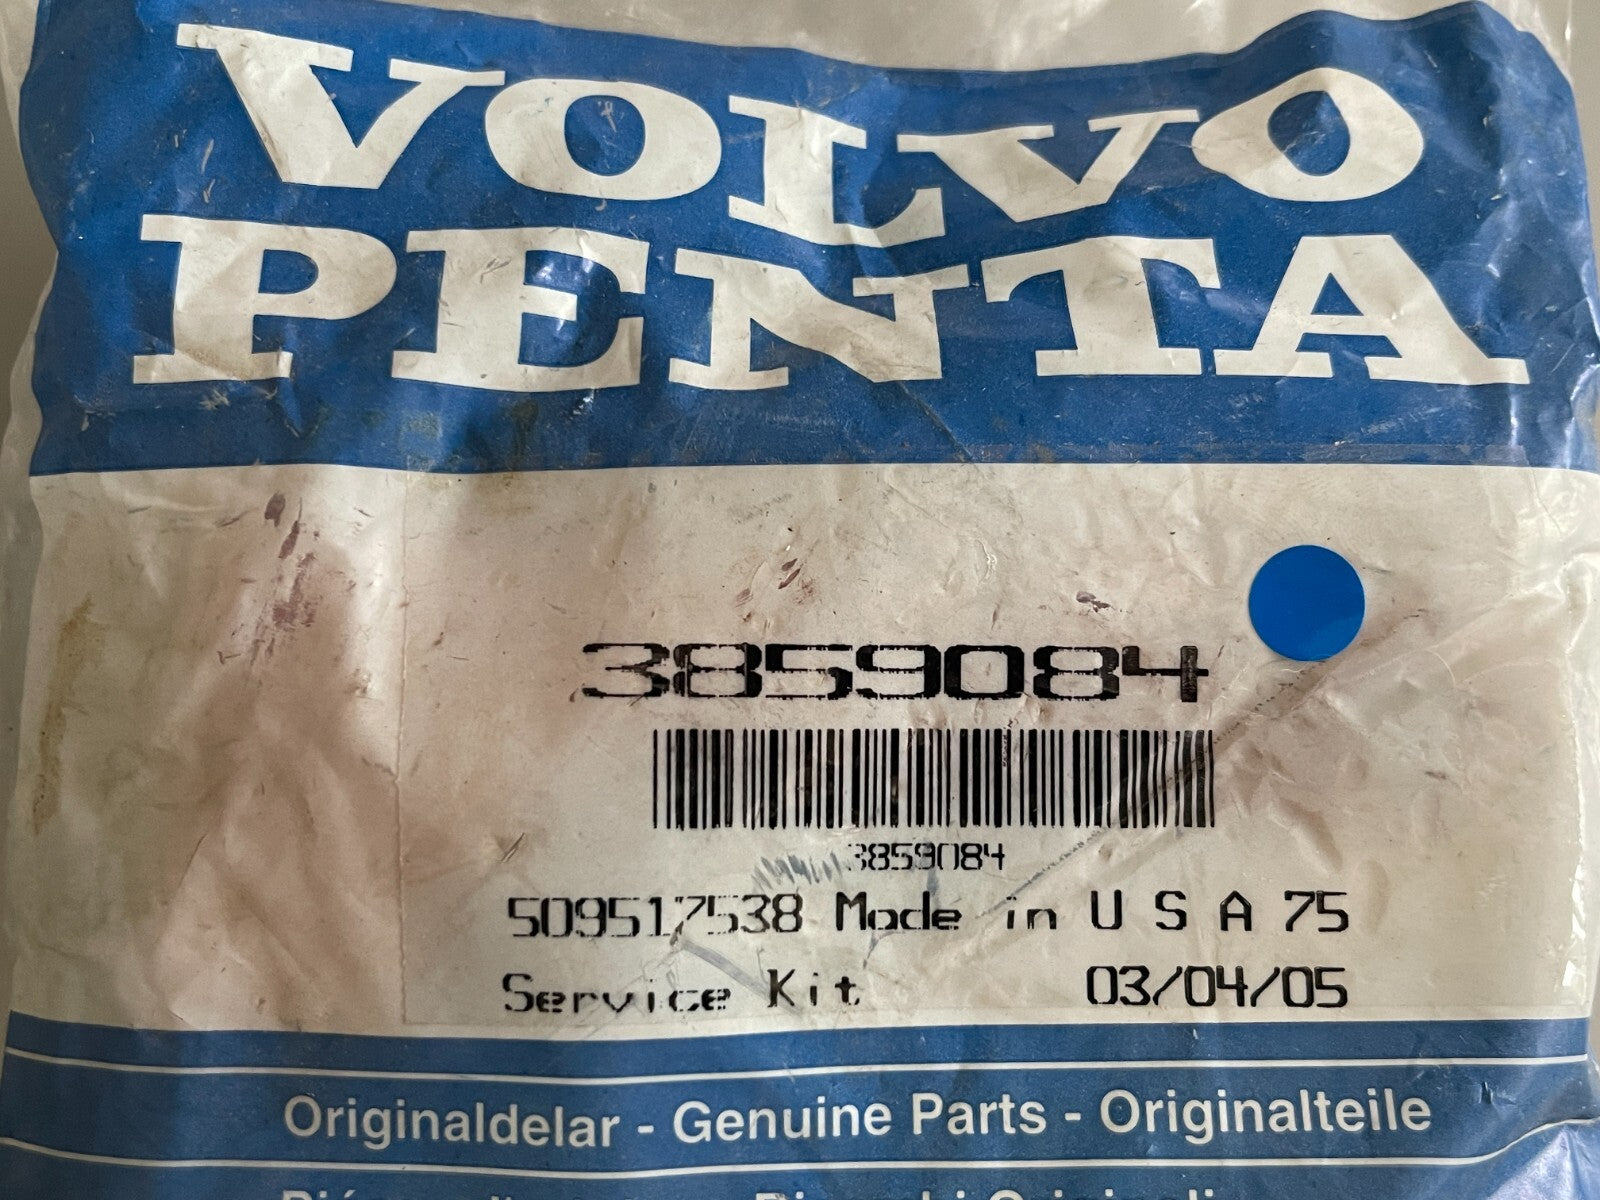 VOLVO
PENTA
3859084
3859084
509517538 Made in U S A 75
Service Kit 03/04/05
Originaldelar - Genuine Parts - Originalteile